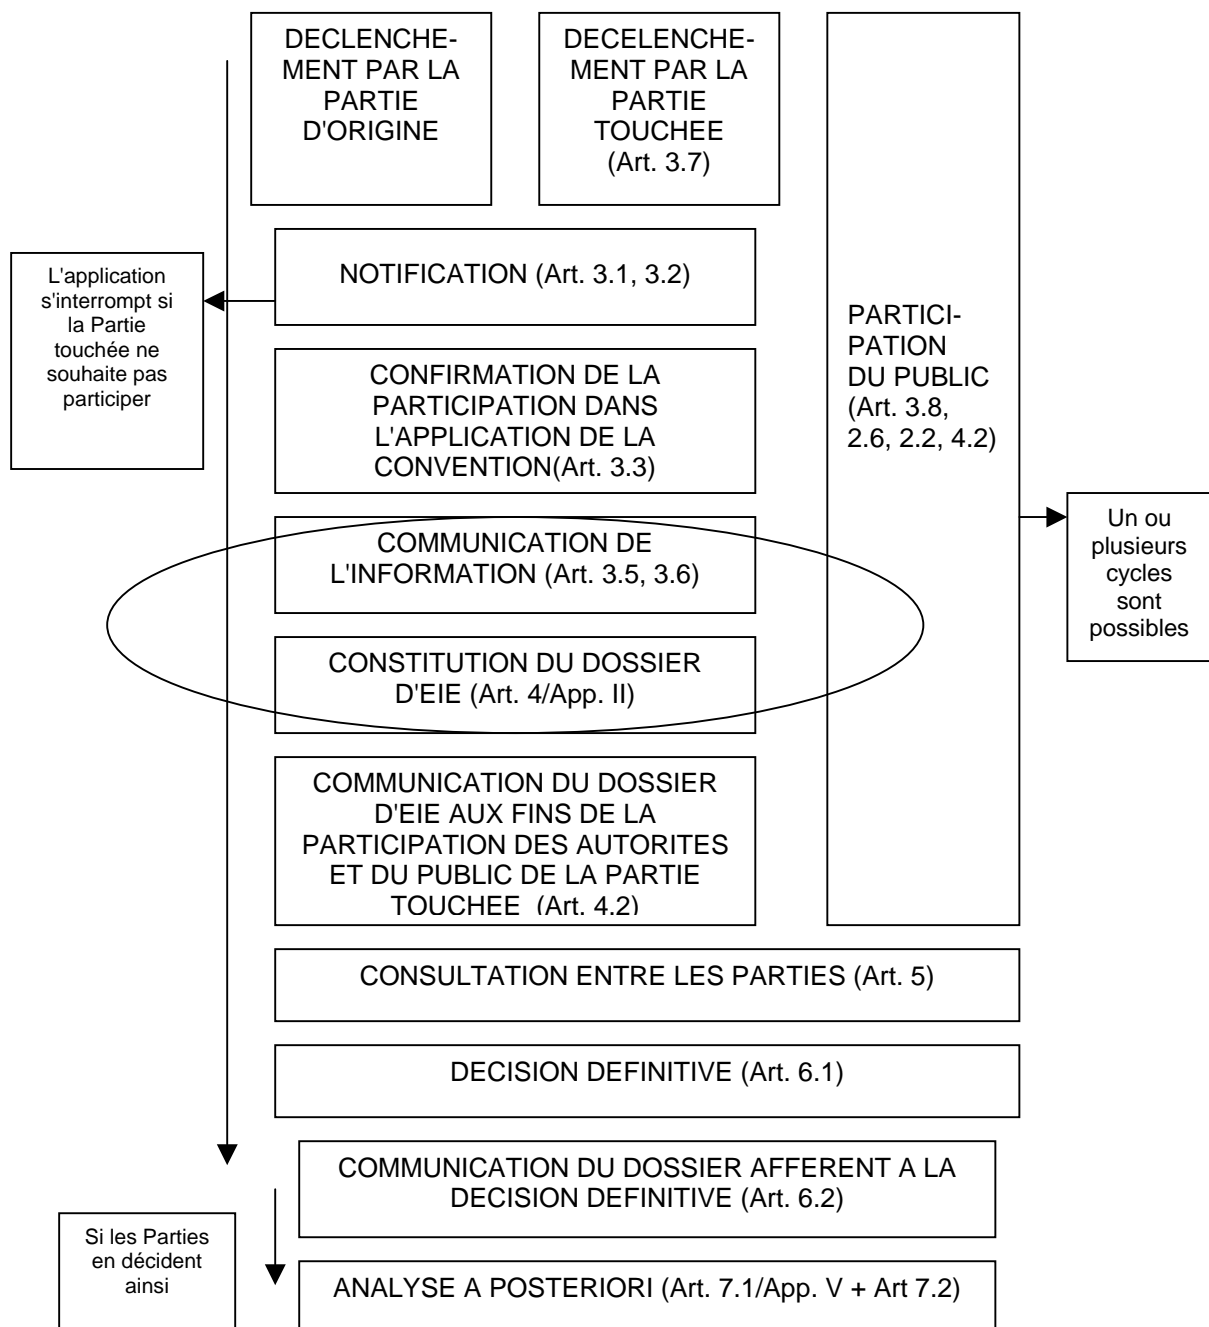 DECLENCHE-
MENT PAR LA
PARTIE
D'ORIGINE
DECELENCHE-
MENT PAR LA
PARTIE
TOUCHEE
(Art. 3.7)
NOTIFICATION (Art. 3.1, 3.2)
L'application
s'interrompt si
la Partie
touchée ne
souhaite pas
participer
PARTICI-
PATION
DU PUBLIC
(Art. 3.8,
2.6, 2.2, 4.2)
CONFIRMATION DE LA
PARTICIPATION DANS
L'APPLICATION DE LA
CONVENTION(Art. 3.3)
Un ou
plusieurs
cycles
sont
possibles
COMMUNICATION DE
L'INFORMATION (Art. 3.5, 3.6)
CONSTITUTION DU DOSSIER
D'EIE (Art. 4/App. II)
COMMUNICATION DU DOSSIER
D'EIE AUX FINS DE LA
PARTICIPATION DES AUTORITES
ET DU PUBLIC DE LA PARTIE
TOUCHEE (Art. 4.2)
CONSULTATION ENTRE LES PARTIES (Art. 5)
DECISION DEFINITIVE (Art. 6.1)
COMMUNICATION DU DOSSIER AFFERENT A LA
DECISION DEFINITIVE (Art. 6.2)
Si les Parties
en décident
ainsi
ANALYSE A POSTERIORI (Art. 7.1/App. V + Art 7.2)